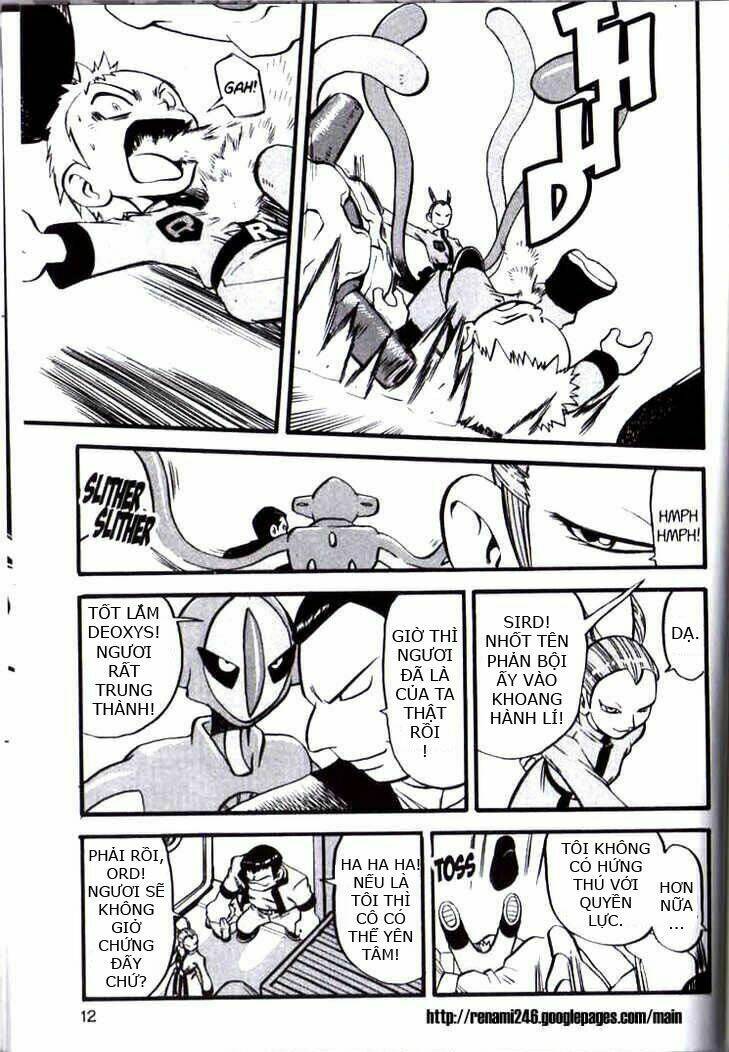 GAH!
SLITHER
SLITHER
HMPH
HMPH!
TỐT LẮM
DEOXYS!
NGƯƠI
RẤT
TRUNG
THÀNH!
GIỜ THÌ
NGƯƠI
ĐÃ LÀ
CỦA TA
THẬT
RỒI
!
SIRD!
NHỐT TÊN
PHẢN BỘI
ẤY VÀO
KHOANG
HÀNH LÍ!
DẠ.
PHẢI RỒI,
ORD!
NGƯƠI SẼ
KHÔNG
GIỞ
CHỨNG
ĐẤY
CHỨ?
HA HA HA!
NẾU LÀ
TÔI THÌ
CÔ CÓ
THỂ YÊN
TÂM!
TOSS
TÔI KHÔNG
CÓ HỨNG
THÚ VỚI
QUYỀN
LỰC.
HƠN
NỮA
...
12
http://renami246.googlepages.com/main